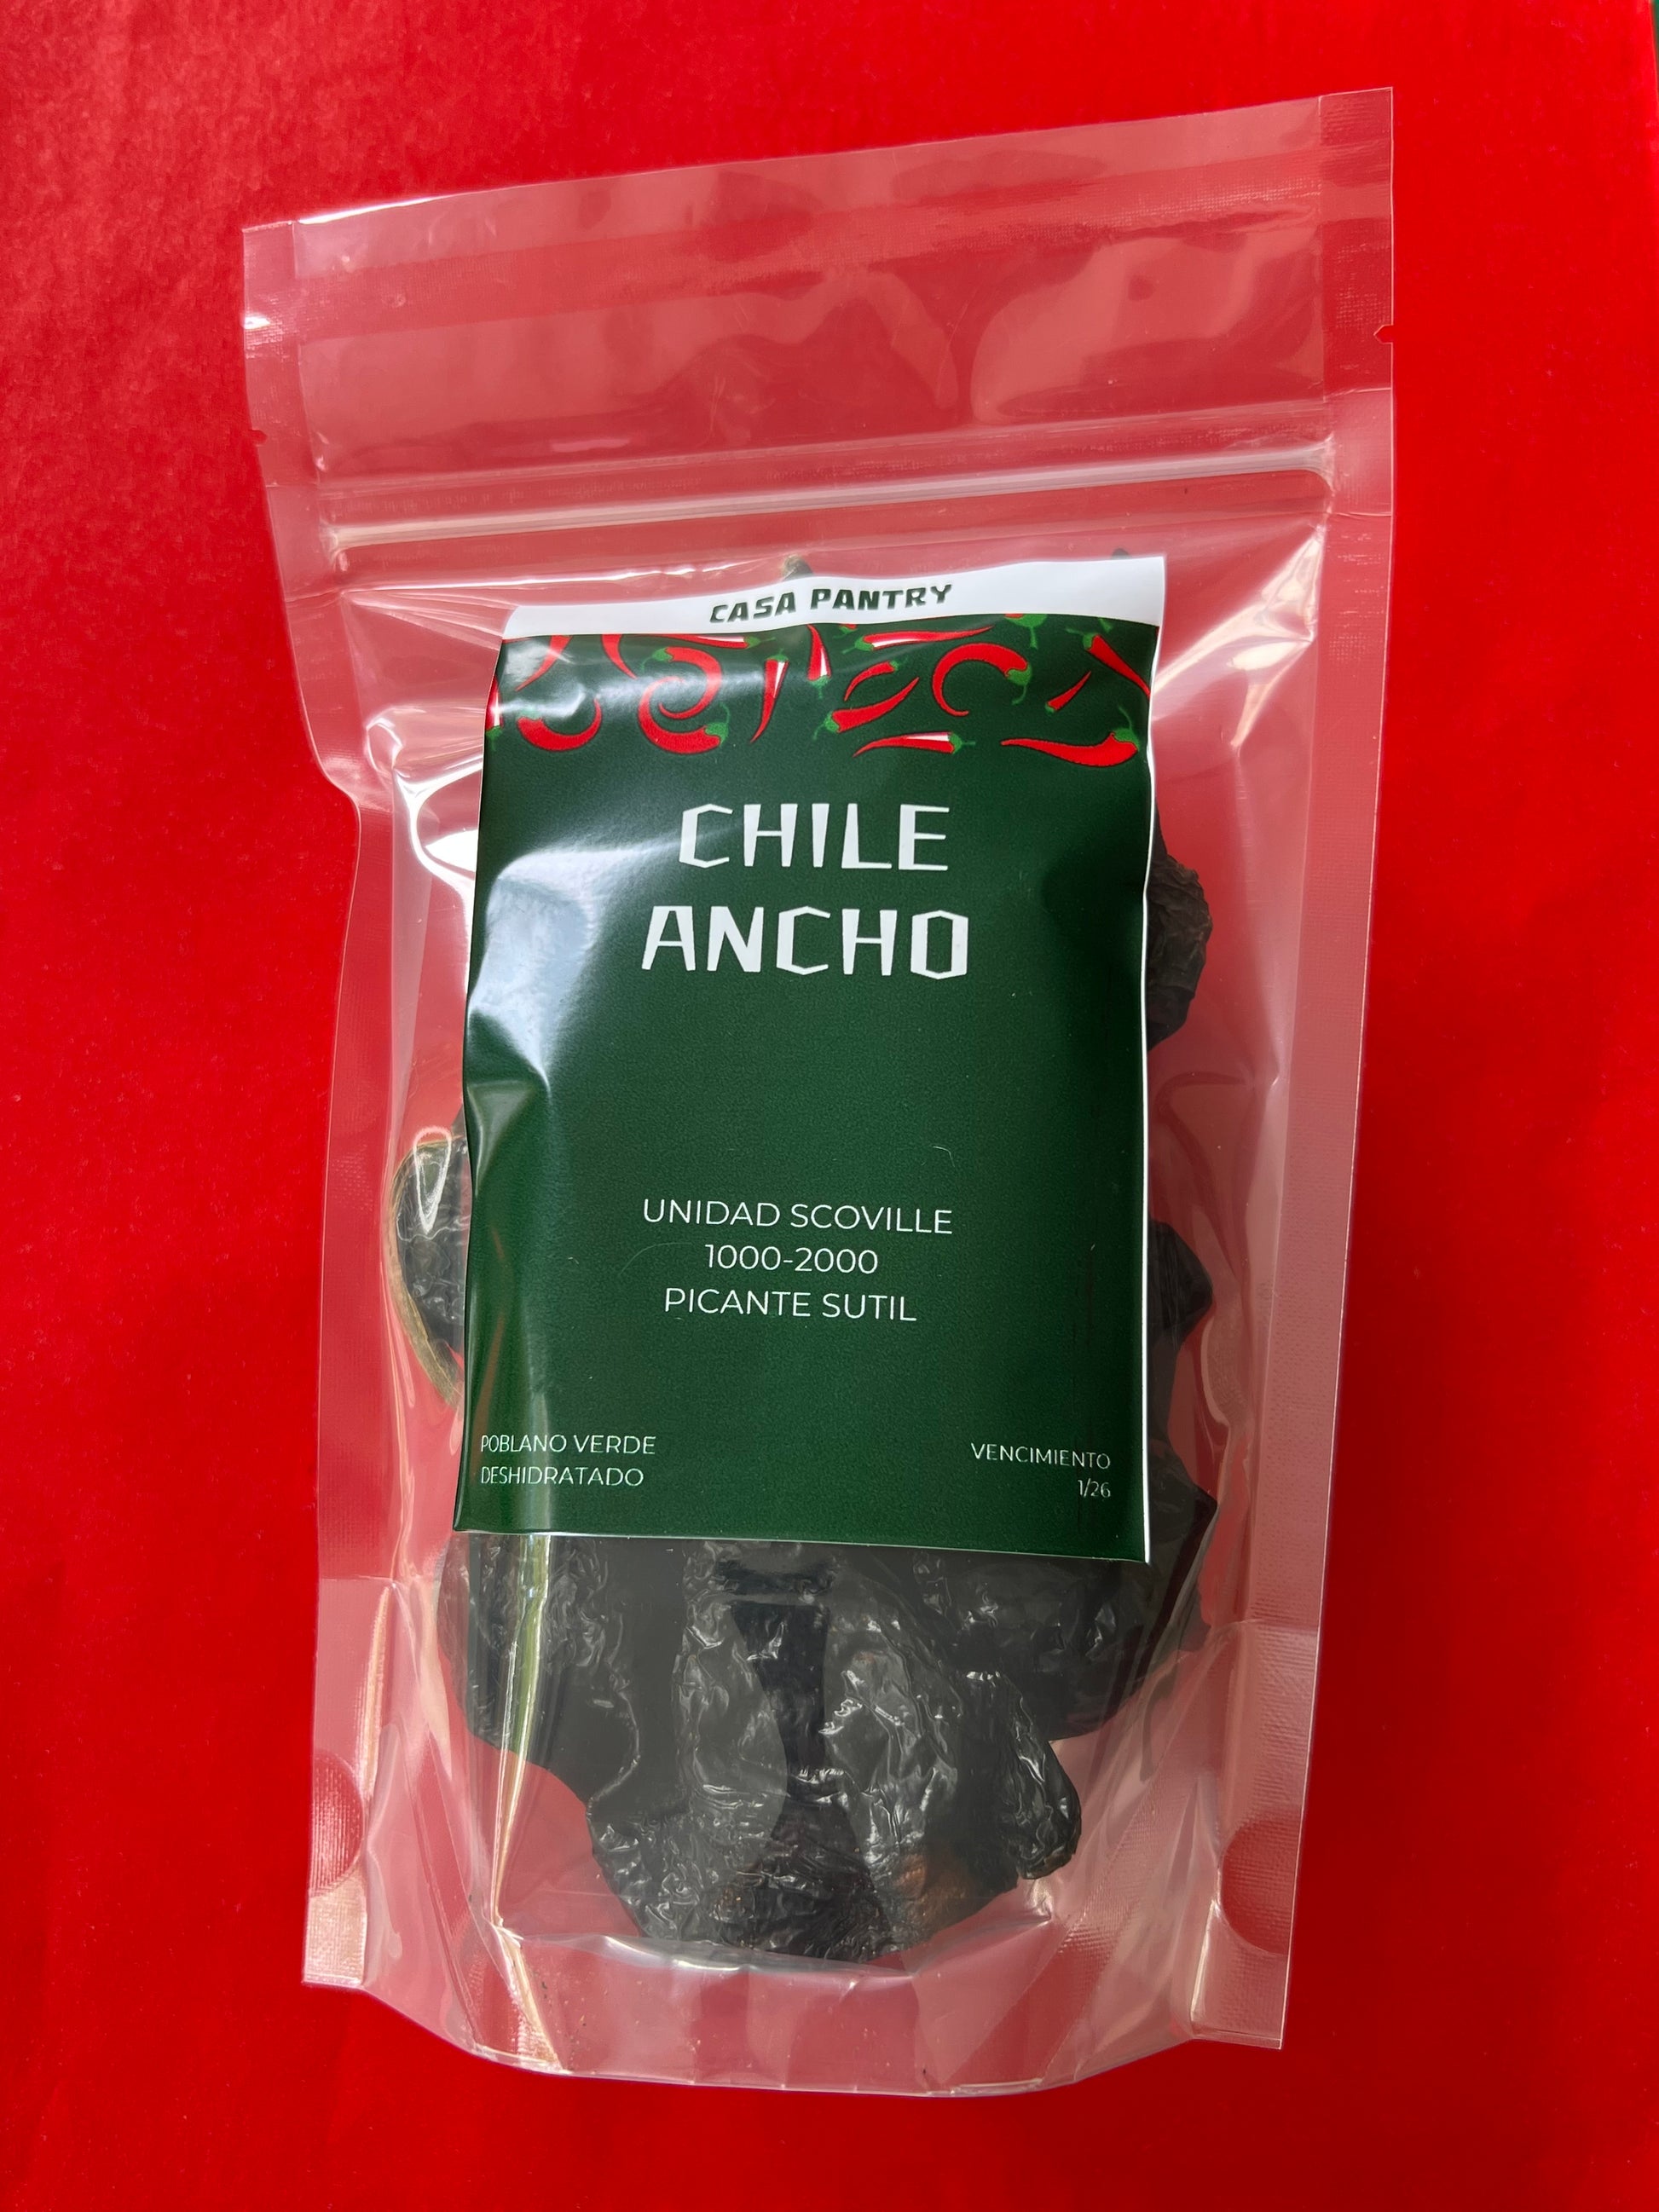 CASA PANTRY
CHILE
ANCHO
UNIDAD SCOVILLE
1000-2000
PICANTE SUTIL
POBLANO VERDE
DESHIDRATADO
VENCIMIENTO
1/26